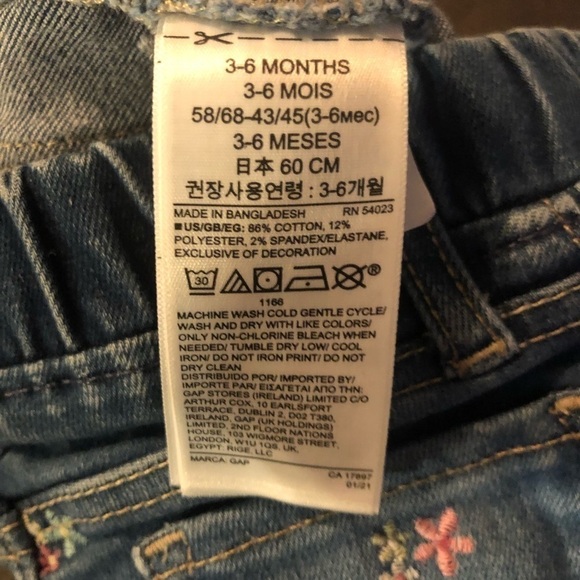 3-6 MONTHS
3-6 MOIS
58/68-43/45(3-6мес)
3-6 MESES
日本 60 CM
권장사용연령 : 3-6개월
MADE IN BANGLADESH RN 54023
■US/GB/EG: 86% COTTON, 12%
POLYESTER, 2% SPANDEX/ELASTANE,
EXCLUSIVE OF DECORATION
30 ®
1166
MACHINE WASH COLD GENTLE CYCLE/
WASH AND DRY WITH LIKE COLORS/
ONLY NON-CHLORINE BLEACH WHEN
NEEDED/ TUMBLE DRY LOW/ COOL
IRON/ DO NOT IRON PRINT/ DO NOT
DRY CLEAN
DISTRIBUIDO POR/ IMPORTED BY/
IMPORTE PAR/ ΕΙΣΑΓΕΤΑΙ ΑΠΟ ΤΗΝ:
GAP STORES (IRELAND) LIMITED C/O
ARTHUR COX, 10 EARLSFORT
TERRACE, DUBLIN 2, D02 T380,
IRELAND, GAP (UK HOLDINGS)
LIMITED, 2ND FLOOR NATIONS
HOUSE, 103 WIGMORE STREET,
LONDON, W1U 1QS, UK,
EGYPT: RIGE, LLC
MARCA: GAP CA 17897
01/21